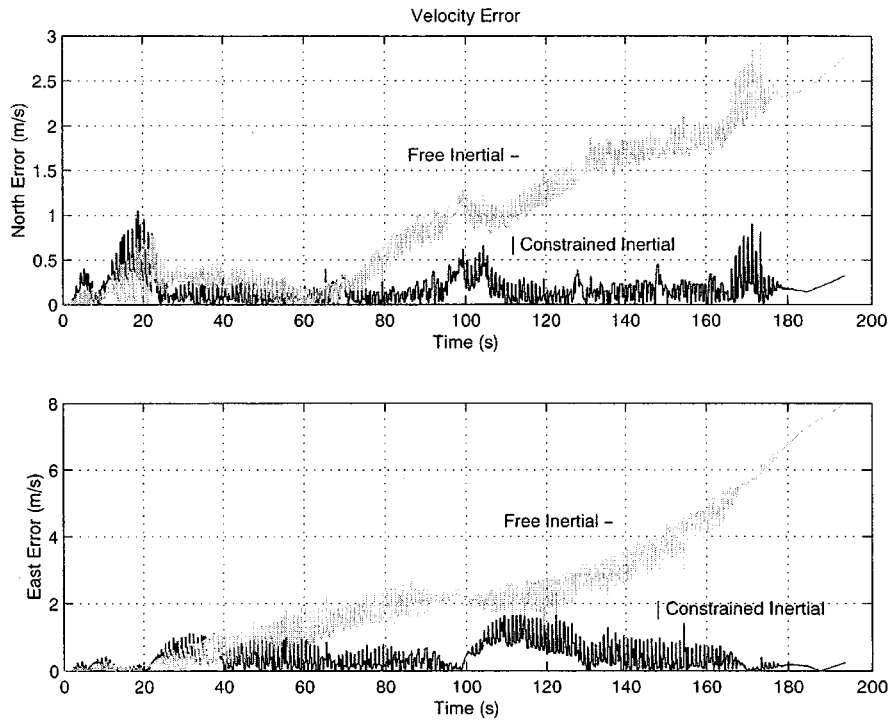 Velocity Error
3
2.5
2
1.5
1
0.5
0
North Error (m/s)
Free Inertial –
| Constrained Inertial
0 20 40 60 80 100 120 140 160 180 200
Time (s)
8
6
4
2
0
East Error (m/s)
Free Inertial –
| Constrained Inertial
0 20 40 60 80 100 120 140 160 180 200
Time (s)